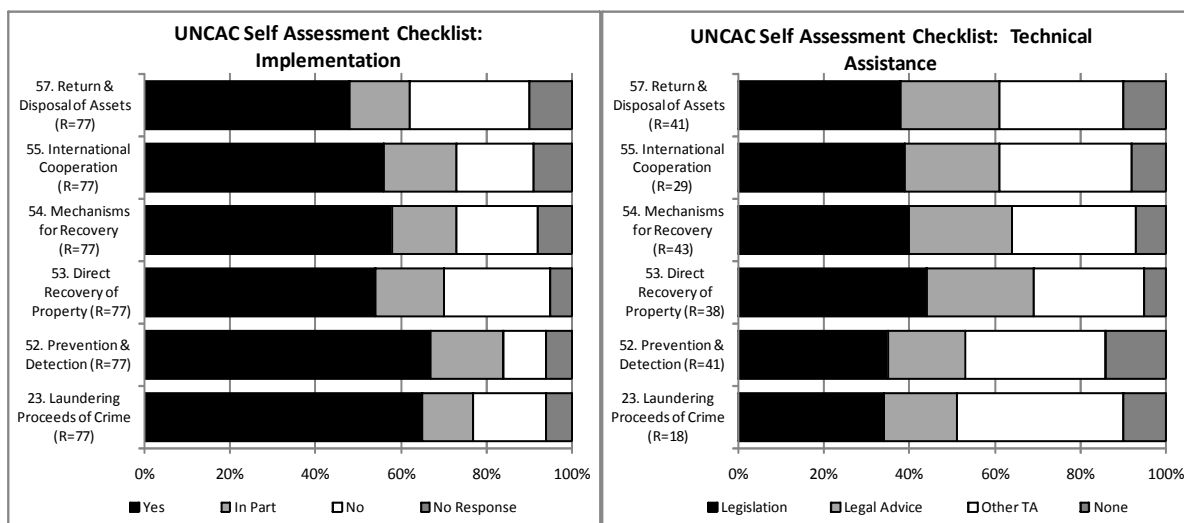 UNCAC Self Assessment Checklist:
Implementation
57. Return &
Disposal of Assets
(R=77)
55. International
Cooperation
(R=77)
54. Mechanisms
for Recovery
(R=77)
53. Direct
Recovery of
Property (R=77)
52. Prevention &
Detection (R=77)
23. Laundering
Proceeds of Crime
(R=77)
0% 20% 40% 60% 80% 100%
Yes In Part No No Response
UNCAC Self Assessment Checklist: Technical
Assistance
57. Return &
Disposal of Assets
(R=41)
55. International
Cooperation
(R=29)
54. Mechanisms
for Recovery
(R=43)
53. Direct
Recovery of
Property (R=38)
52. Prevention &
Detection (R=41)
23. Laundering
Proceeds of Crime
(R=18)
0% 20% 40% 60% 80% 100%
Legislation Legal Advice Other TA None